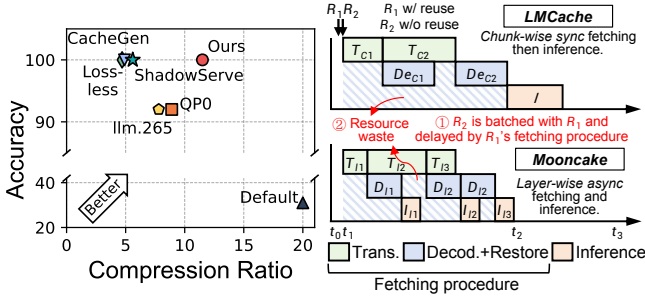 Accuracy
100
90
40
20
0
5
10
15
20
Compression Ratio
CacheGen
Loss-
less
ShadowServe
Ours
QP0
llm.265
Default
Better
R1 R2
R1 w/ reuse
R2 w/o reuse
LMCache
Chunk-wise sync fetching
then inference.
TC1
TC2
DeC1
DeC2
I
② Resource
waste
① R2 is batched with R1 and
delayed by R1's fetching procedure
Mooncake
Layer-wise async
fetching and
inference.
Tl1
Tl2
Tl3
Dl1
Dl2
Dl2
Il1
Il2
Il3
t0 t1
t2
t3
Trans.
Decod.+Restore
Inference
Fetching procedure